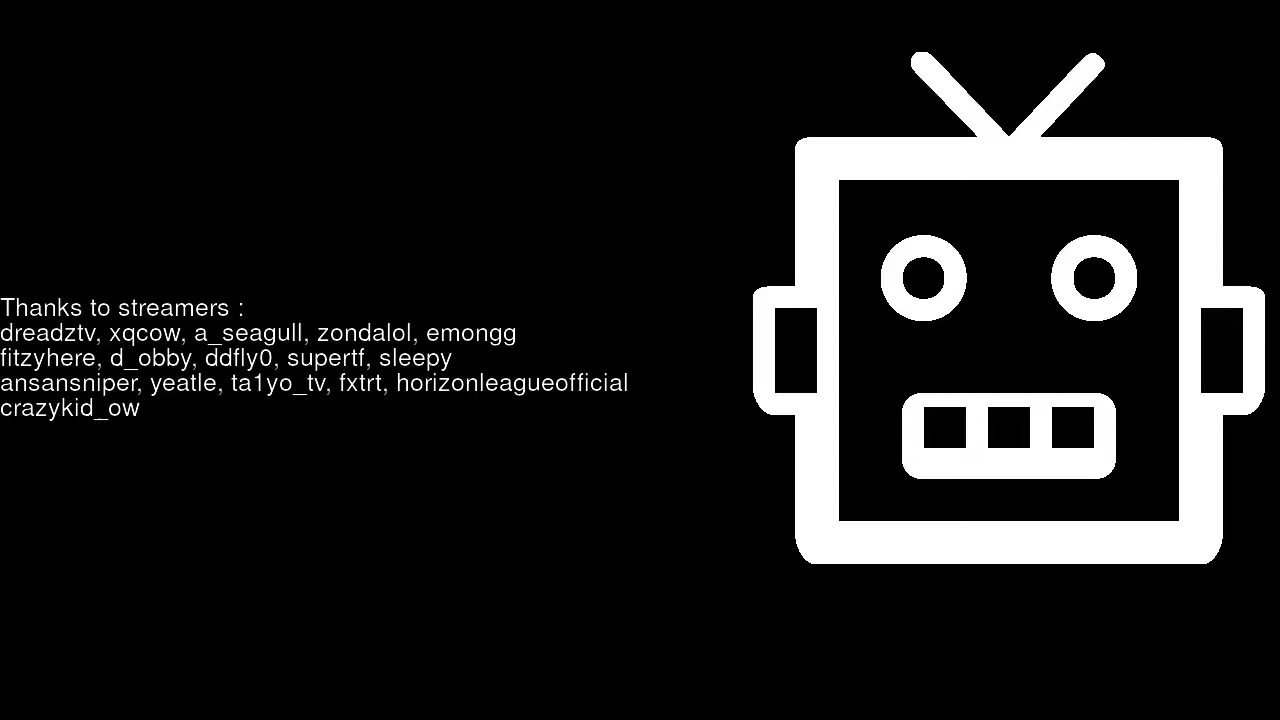 Thanks to streamers :
dreadztv, xqcow, a_seagull, zondalol, emongg
fitzyhere, d_obby, ddfly0, supertf, sleepy
ansansniper, yeatle, ta1yo_tv, fxtrt, horizonleagueofficial
crazykid_ow